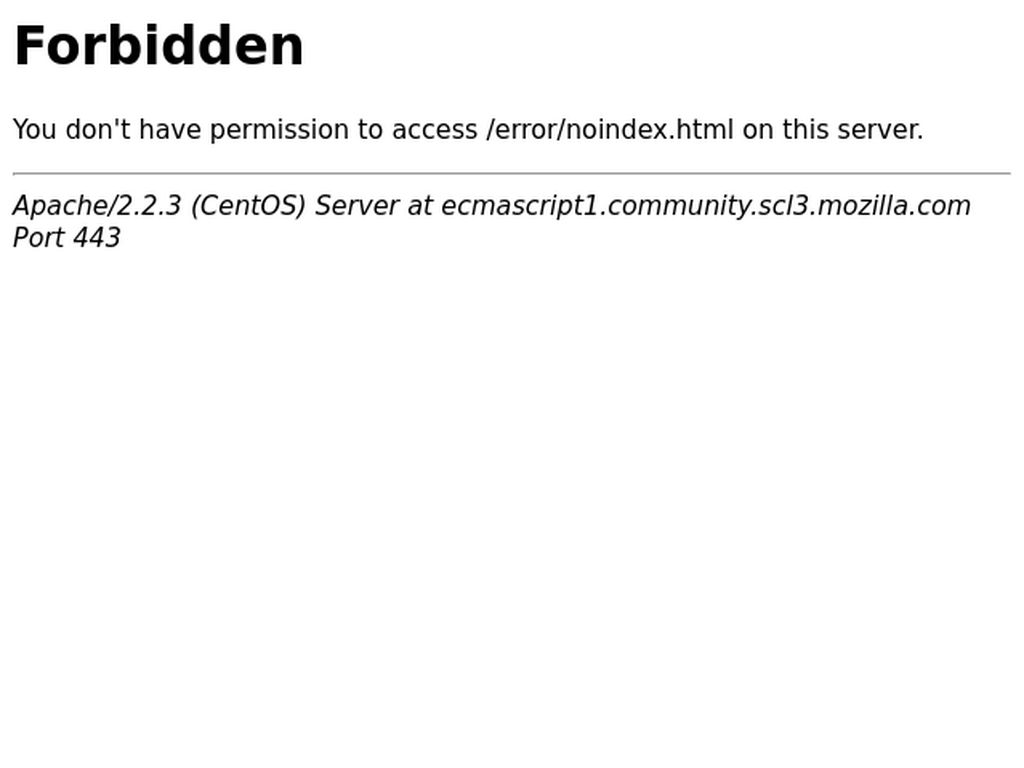 Forbidden
You don't have permission to access /error/noindex.html on this server.
Apache/2.2.3 (CentOS) Server at ecmascript1.community.scl3.mozilla.com
Port 443